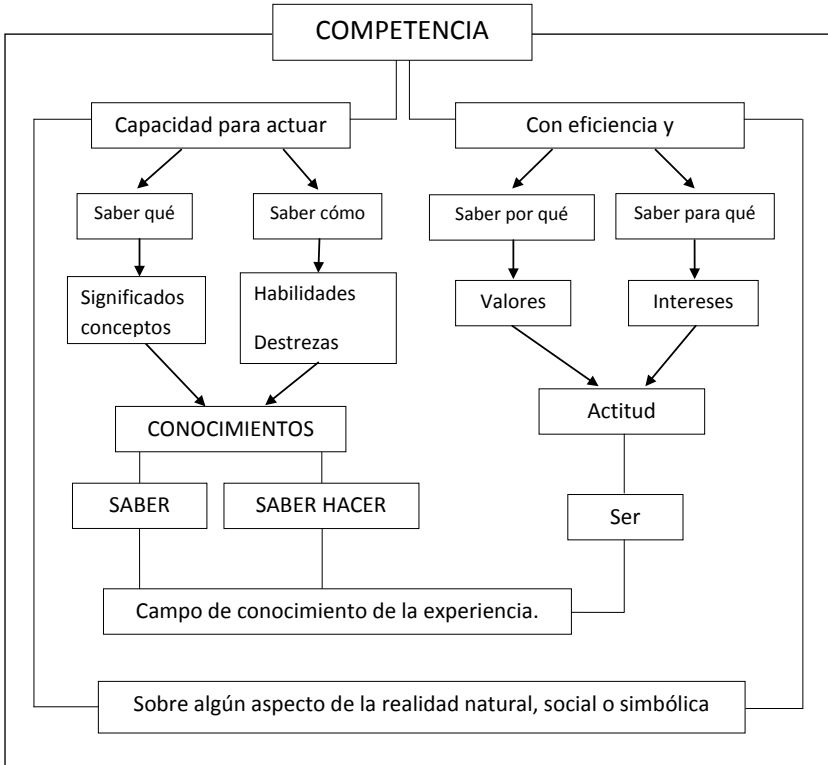 COMPETENCIA
Capacidad para actuar
Con eficiencia y
Saber qué
Saber cómo
Saber por qué
Saber para qué
Significados
conceptos
Habilidades
Destrezas
Valores
Intereses
CONOCIMIENTOS
Actitud
SABER
SABER HACER
Ser
Campo de conocimiento de la experiencia.
Sobre algún aspecto de la realidad natural, social o simbólica